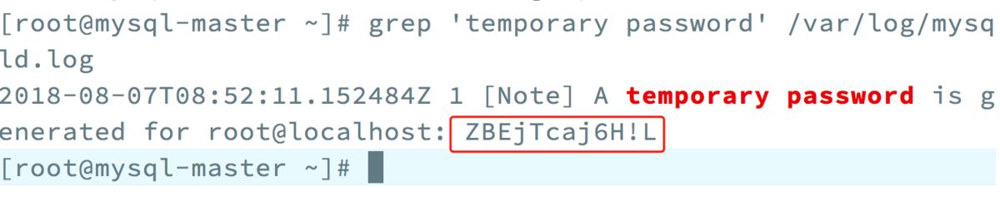 [root@mysql-master ~]# grep 'temporary password' /var/log/mysq
ld.log
2018-08-07T08:52:11.152484Z 1 [Note] A temporary password is g
enerated for root@localhost: ZBEjTcaj6H!L
[root@mysql-master ~]#